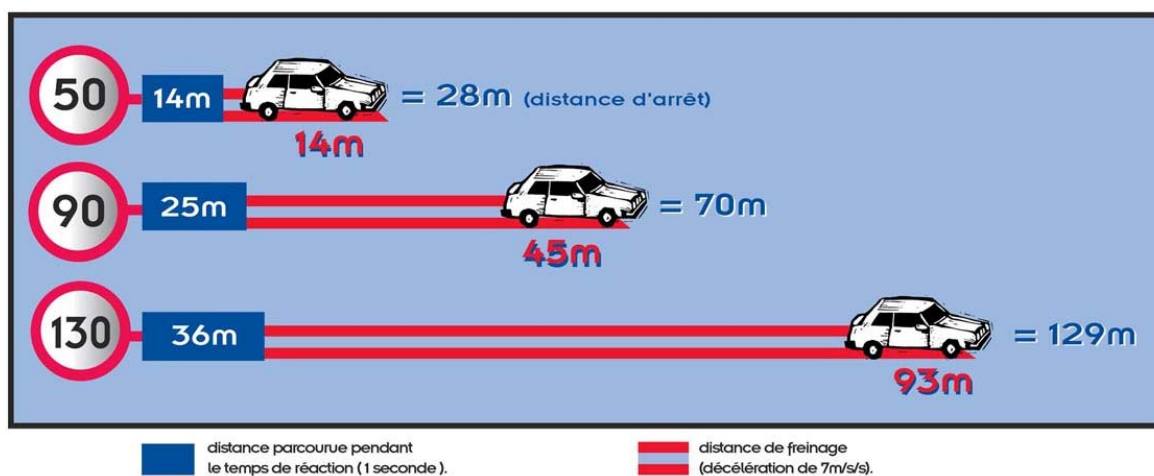 50 14m = 28m (distance d'arrêt)
14m
90 25m = 70m
45m
130 36m = 129m
93m
distance parcourue pendant
le temps de réaction (1 seconde).
distance de freinage
(décélération de 7m/s/s).